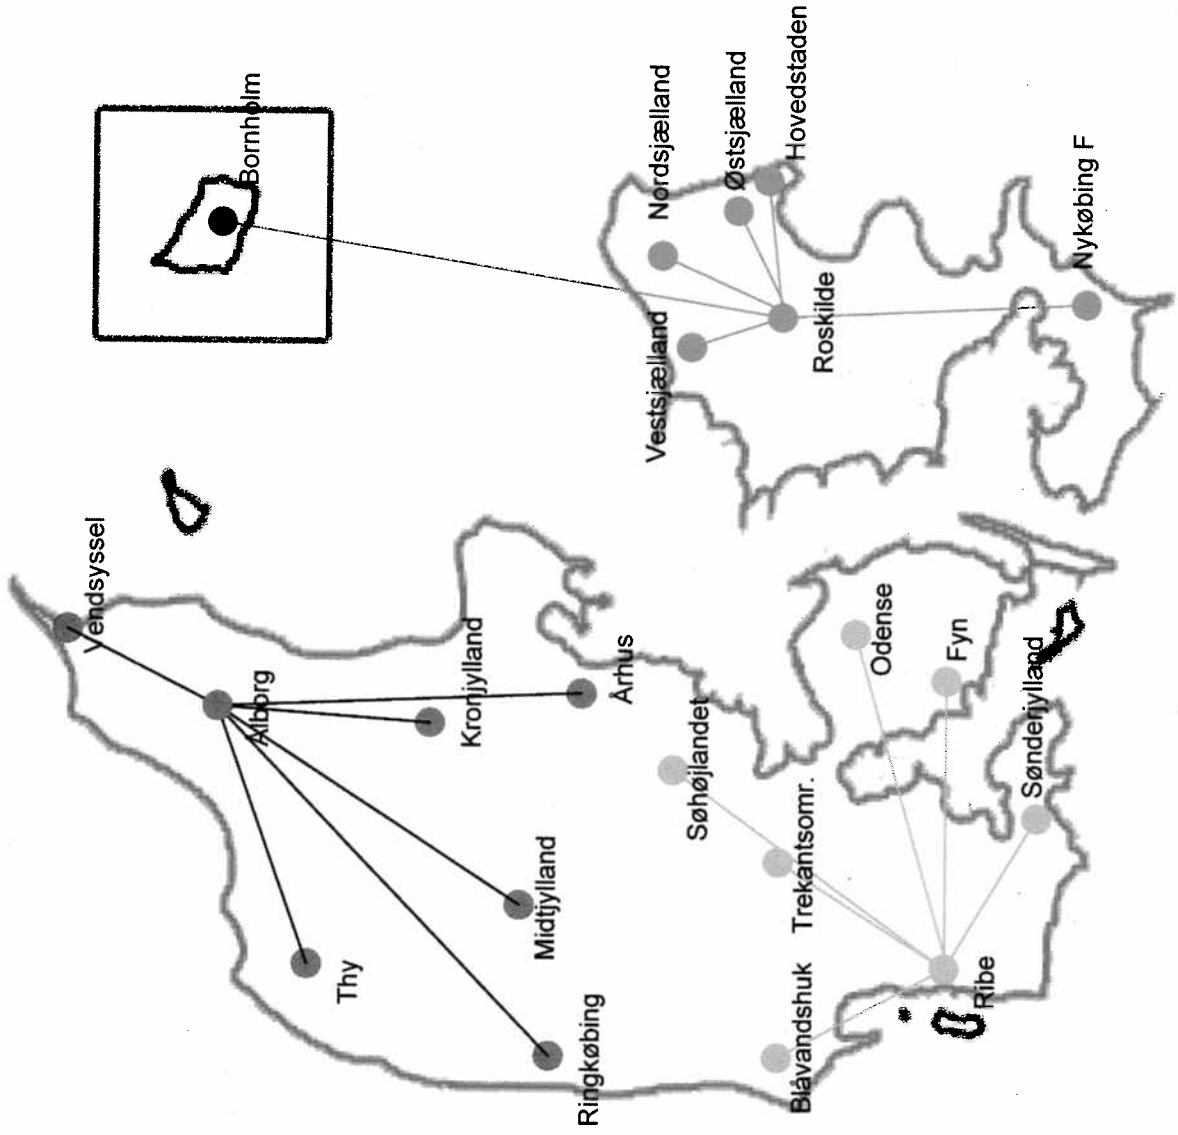 Bornholm
Nordsjælland
Østsjælland
Hovedstaden
Vestsjælland
Roskilde
Nykøbing F
Vendsyssel
Ålborg
Kronjylland
Århus
Thy
Midtjylland
Ringkøbing
Søhøjlandet
Trekantsomr.
Blåvandshuk
Ribe
Odense
Fyn
Sønderjylland